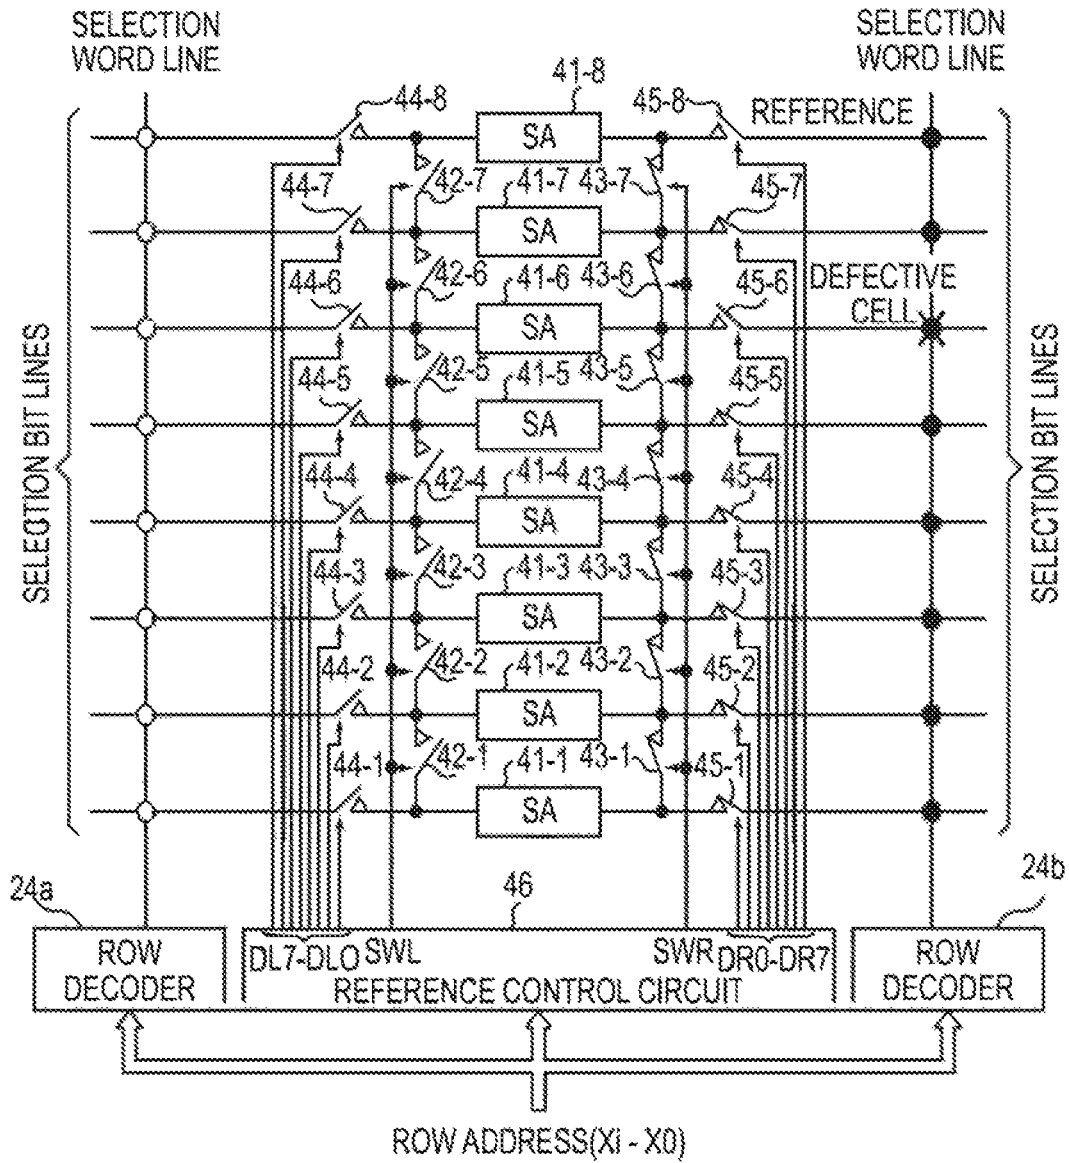 SELECTION
WORD LINE
SELECTION
WORD LINE
41-8
44-8
45-8
REFERENCE
SA
44-7
42-7
41-7
43-7
45-7
SA
44-6
42-6
41-6
43-6
45-6
DEFECTIVE
CELL
SA
44-5
42-5
41-5
43-5
45-5
SA
44-4
42-4
41-4
43-4
45-4
SA
44-3
42-3
41-3
43-3
45-3
SA
44-2
42-2
41-2
43-2
45-2
SA
44-1
42-1
41-1
43-1
45-1
SA
SELECTION BIT LINES
SELECTION BIT LINES
24a
46
24b
ROW
DECODER
DL7-DL0
SWL
SWR
DR0-DR7
REFERENCE CONTROL CIRCUIT
ROW
DECODER
ROW ADDRESS(Xi - X0)